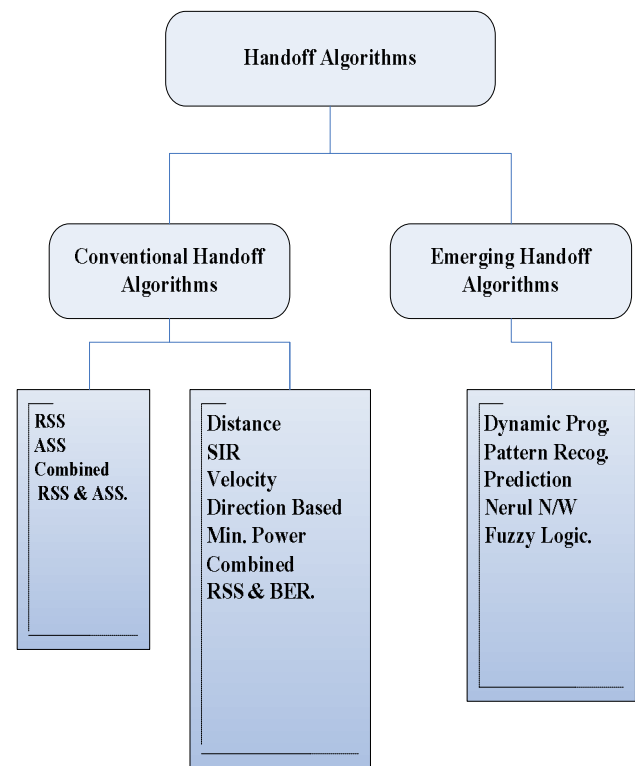 Handoff Algorithms
Conventional Handoff
Algorithms
Emerging Handoff
Algorithms
RSS
ASS
Combined
RSS & ASS.
Distance
SIR
Velocity
Direction Based
Min. Power
Combined
RSS & BER.
Dynamic Prog.
Pattern Recog.
Prediction
Nerul N/W
Fuzzy Logic.